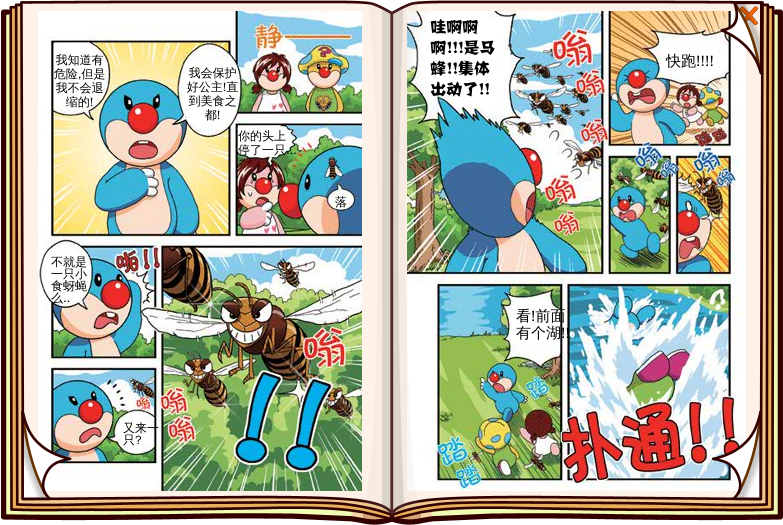 我知道有
危险,但是
我不会退
缩的!
我会保护
好公主!直
到美食之
都!
静——
你的头上
停了一只
落
不就是
一只小
食蚜蝇
么..
啪!!
又来一
只?
嗡
嗡
嗡
嗡
!!
哇啊啊
啊!!!是马
蜂!!集体
出动了!!
嗡
嗡
嗡
嗡
嗡
快跑!!!!
嗡
嗡
嗡
嗡
看!前面
有个湖!!
踏
踏
踏
扑通!!